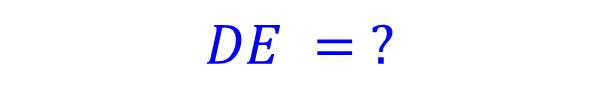 DE = ?